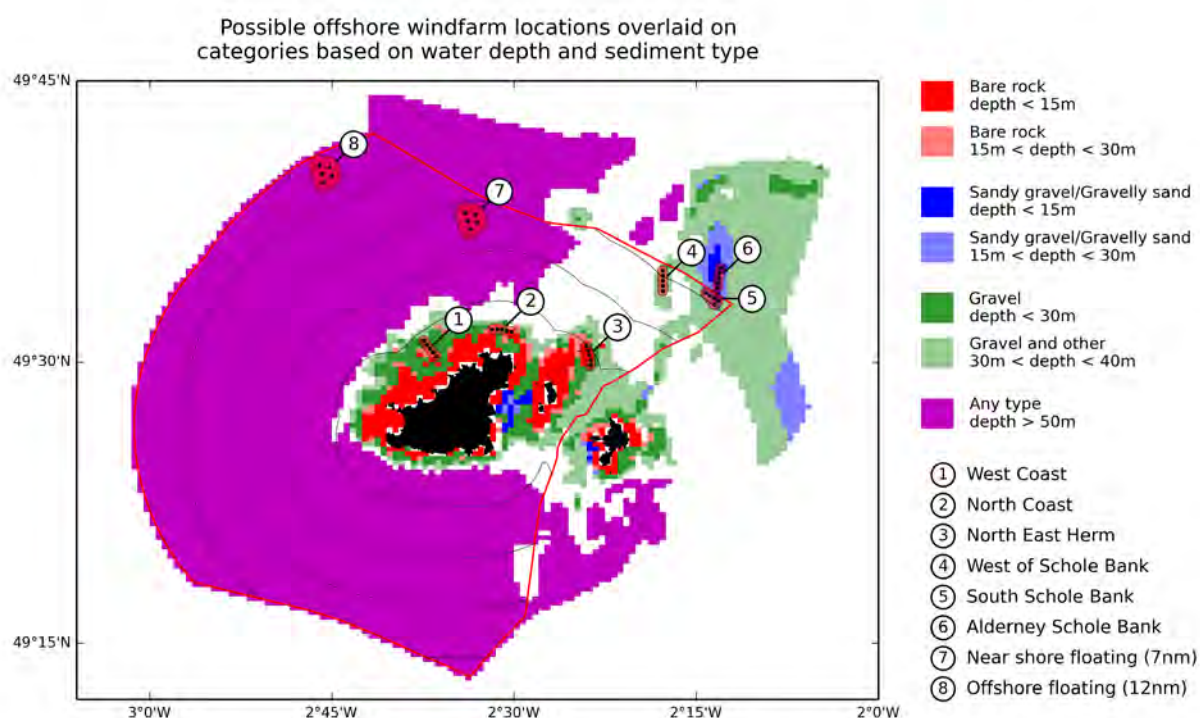 Possible offshore windfarm locations overlaid on
categories based on water depth and sediment type
49°45'N
49°30'N
49°15'N
3°0'W
2°45'W
2°30'W
2°15'W
2°0'W
8
7
6
4
5
2
1
3
Bare rock
depth < 15m
Bare rock
15m < depth < 30m
Sandy gravel/Gravelly sand
depth < 15m
Sandy gravel/Gravelly sand
15m < depth < 30m
Gravel
depth < 30m
Gravel and other
30m < depth < 40m
Any type
depth > 50m
1 West Coast
2 North Coast
3 North East Herm
4 West of Schole Bank
5 South Schole Bank
6 Alderney Schole Bank
7 Near shore floating (7nm)
8 Offshore floating (12nm)